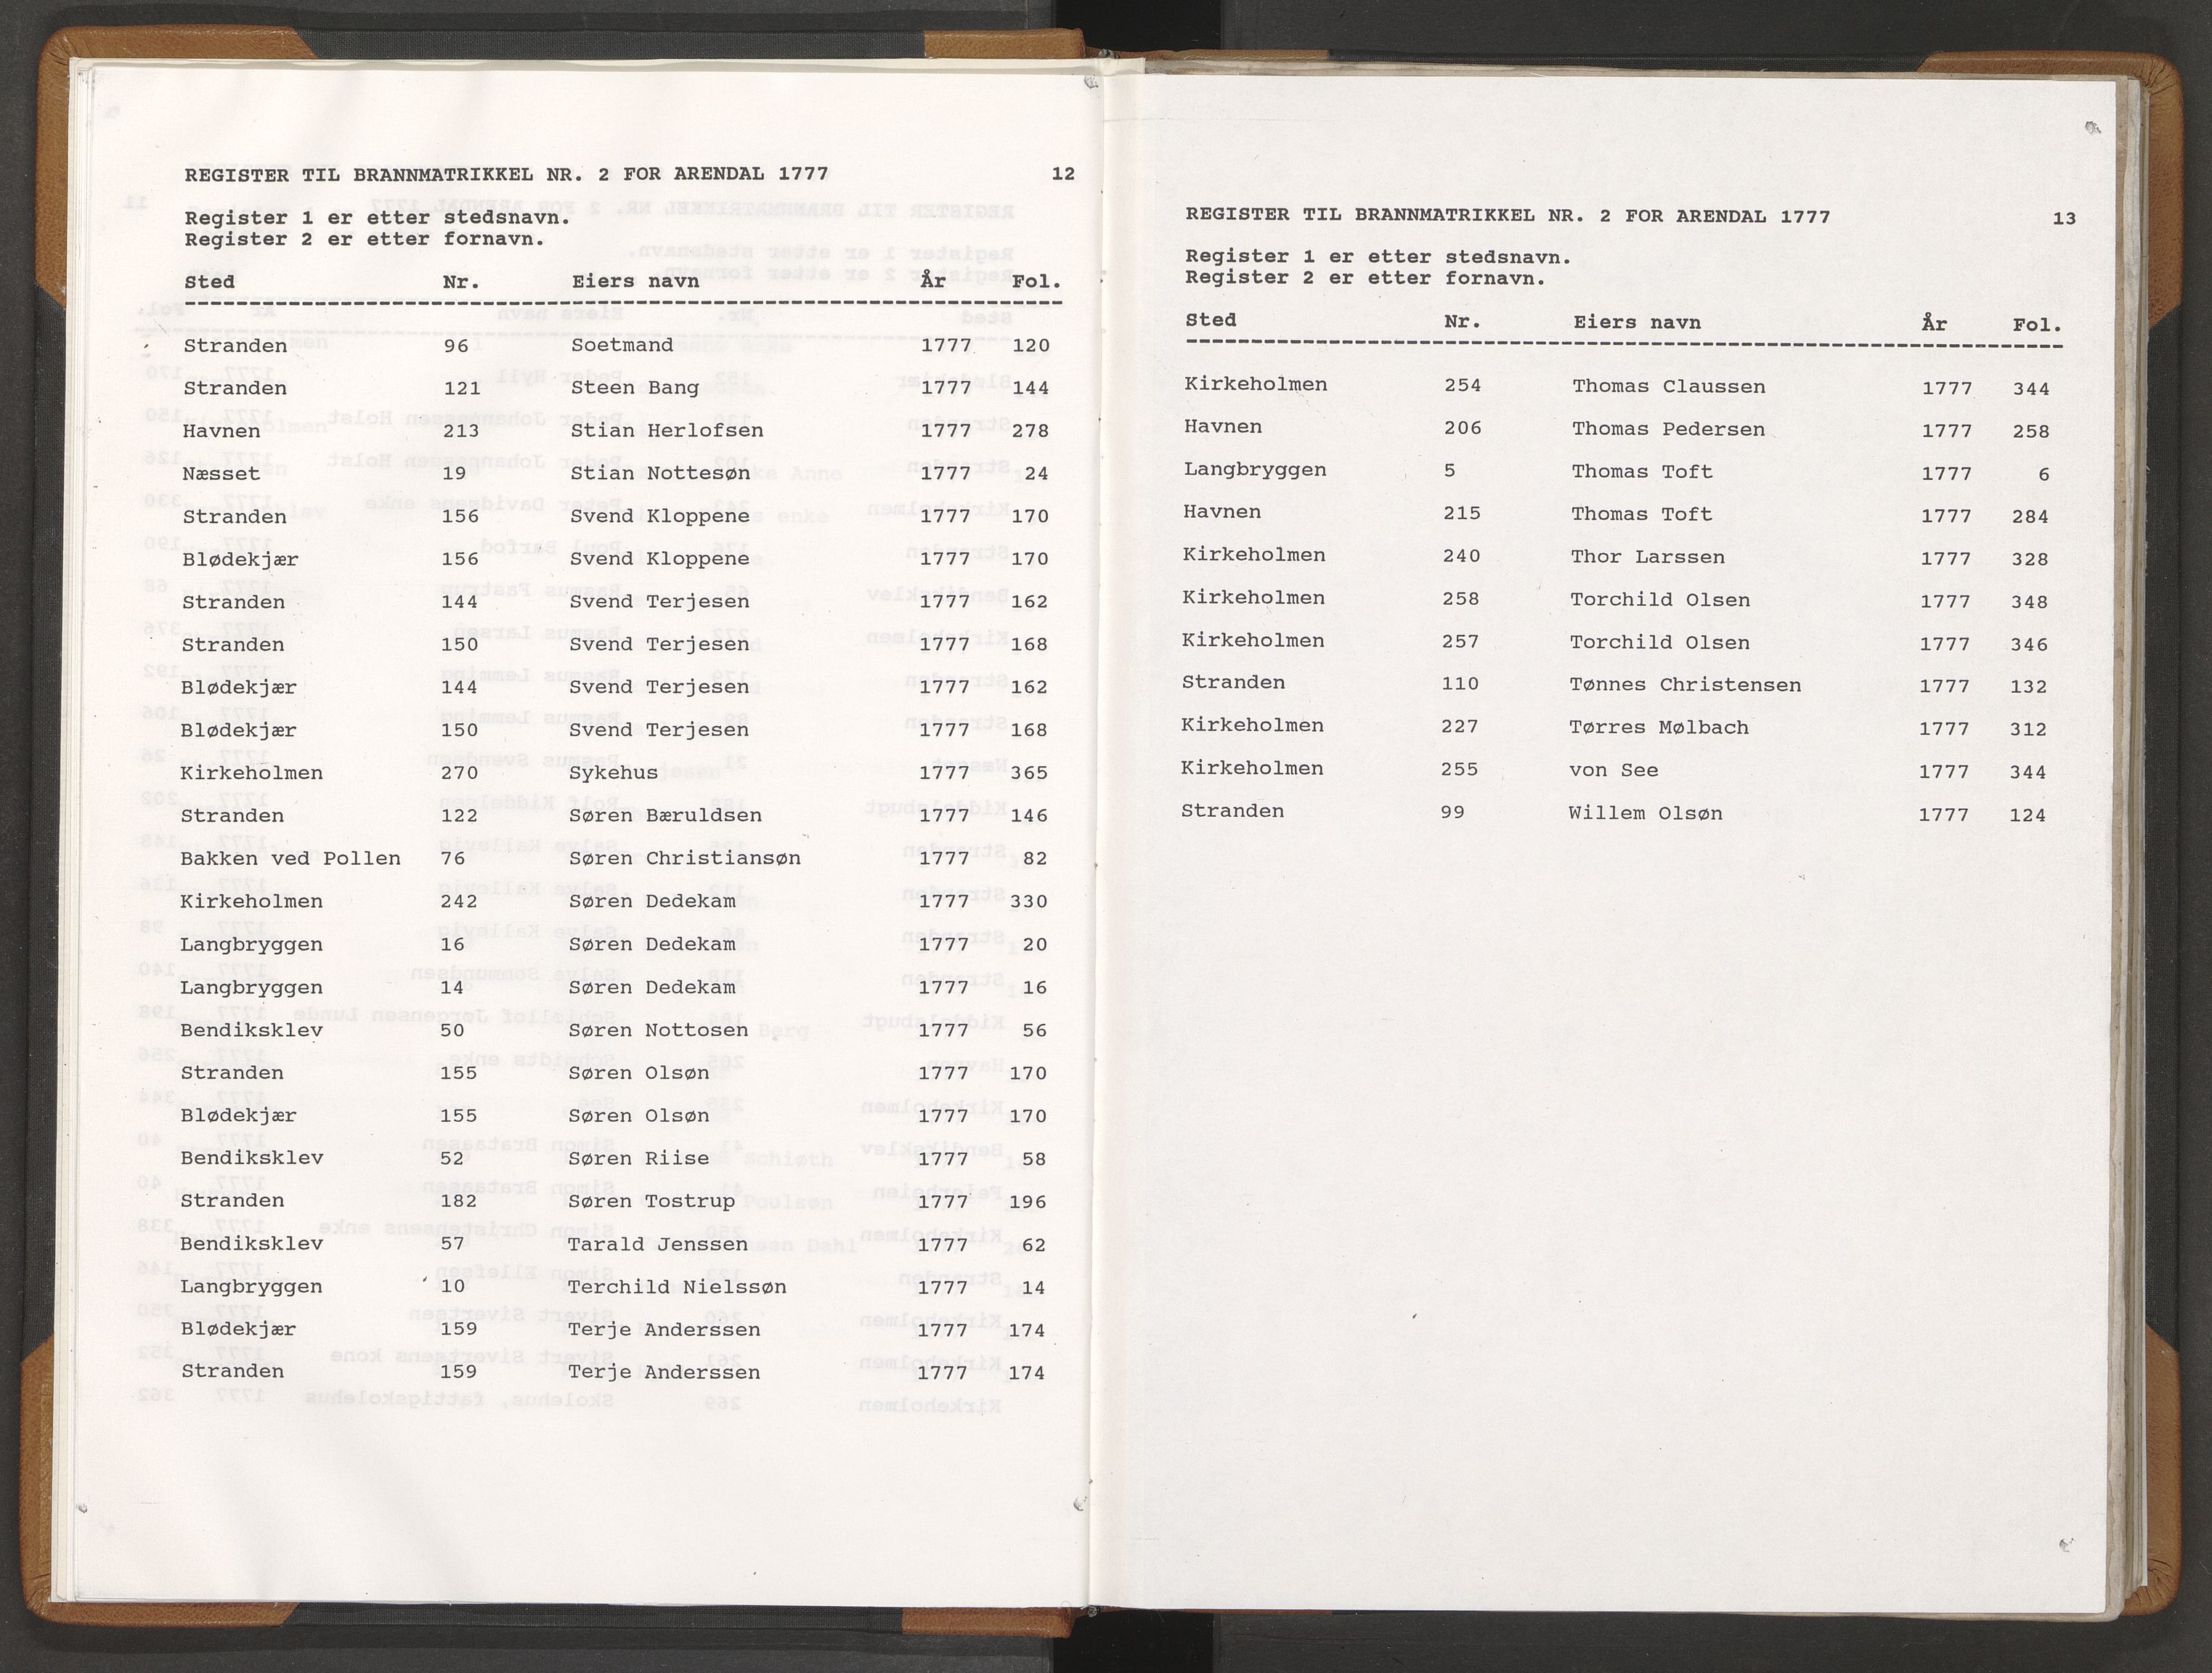 REGISTER TIL BRANNMATRIKKEL NR. 2 FOR ARENDAL 1777 12
Register 1 er etter stedsnavn.
Register 2 er etter fornavn.
Sted Nr. Eiers navn År Fol.
Stranden 96 Soetmand 1777 120
Stranden 121 Steen Bang 1777 144
Havnen 213 Stian Herlofsen 1777 278
Næsset 19 Stian Nottesøn 1777 24
Stranden 156 Svend Kloppene 1777 170
Blødekjær 156 Svend Kloppene 1777 170
Stranden 144 Svend Terjesen 1777 162
Stranden 150 Svend Terjesen 1777 168
Blødekjær 144 Svend Terjesen 1777 162
Blødekjær 150 Svend Terjesen 1777 168
Kirkeholmen 270 Sykehus 1777 365
Stranden 122 Søren Bæruldsen 1777 146
Bakken ved Pollen 76 Søren Christiansøn 1777 82
Kirkeholmen 242 Søren Dedekam 1777 330
Langbryggen 16 Søren Dedekam 1777 20
Langbryggen 14 Søren Dedekam 1777 16
Bendiksklev 50 Søren Nottosen 1777 56
Stranden 155 Søren Olsøn 1777 170
Blødekjær 155 Søren Olsøn 1777 170
Bendiksklev 52 Søren Riise 1777 58
Stranden 182 Søren Tostrup 1777 196
Bendiksklev 57 Tarald Jenssen 1777 62
Langbryggen 10 Terchild Nielssøn 1777 14
Blødekjær 159 Terje Anderssen 1777 174
Stranden 159 Terje Anderssen 1777 174
REGISTER TIL BRANNMATRIKKEL NR. 2 FOR ARENDAL 1777 13
Register 1 er etter stedsnavn.
Register 2 er etter fornavn.
Sted Nr. Eiers navn År Fol.
Kirkeholmen 254 Thomas Claussen 1777 344
Havnen 206 Thomas Pedersen 1777 258
Langbryggen 5 Thomas Toft 1777 6
Havnen 215 Thomas Toft 1777 284
Kirkeholmen 240 Thor Larssen 1777 328
Kirkeholmen 258 Torchild Olsen 1777 348
Kirkeholmen 257 Torchild Olsen 1777 346
Stranden 110 Tønnes Christensen 1777 132
Kirkeholmen 227 Tørres Mølbach 1777 312
Kirkeholmen 255 von See 1777 344
Stranden 99 Willem Olsøn 1777 124